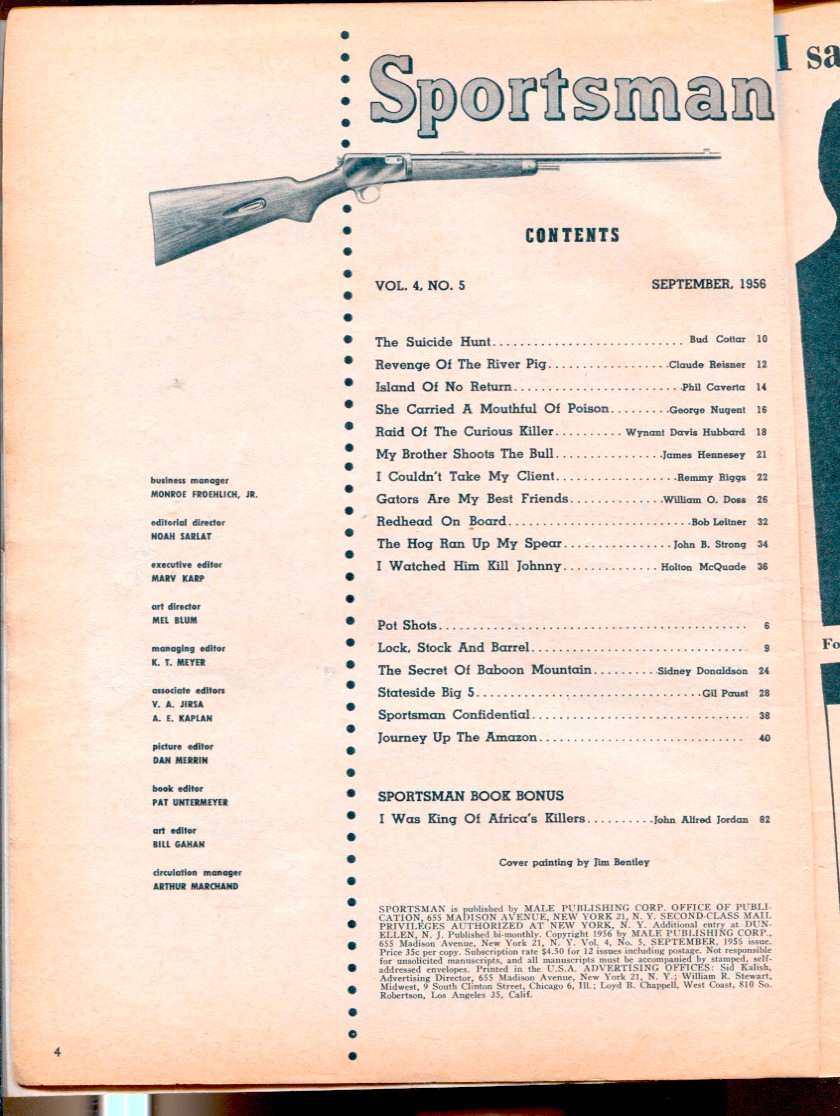 Sportsman
CONTENTS
VOL. 4, NO. 5 SEPTEMBER, 1956
The Suicide Hunt........................... Bud Cottar 10
Revenge Of The River Pig.................Claude Reisner 12
Island Of No Return........................Phil Caverta 14
She Carried A Mouthful Of Poison.........George Nugent 16
Raid Of The Curious Killer.......... Wynant Davis Hubbard 18
My Brother Shoots The Bull................James Hennesey 21
I Couldn't Take My Client..................Remmy Riggs 22
Gators Are My Best Friends..............William O. Doss 26
Redhead On Board...........................Bob Leitner 32
The Hog Ran Up My Spear................John B. Strong 34
I Watched Him Kill Johnny.............. Holton McQuade 36
Pot Shots............................................ 6
Lock, Stock And Barrel............................... 9
The Secret Of Baboon Mountain.........Sidney Donaldson 24
Stateside Big 5.................................Gil Paust 28
Sportsman Confidential............................... 38
Journey Up The Amazon............................... 40
SPORTSMAN BOOK BONUS
I Was King Of Africa's Killers..........John Alfred Jordan 82
Cover painting by Jim Bentley
SPORTSMAN is published by MALE PUBLISHING CORP. OFFICE OF PUBLI-
CATION, 655 MADISON AVENUE, NEW YORK 21, N. Y. SECOND-CLASS MAIL
PRIVILEGES AUTHORIZED AT NEW YORK, N. Y. Additional entry at DUN-
ELLEN, N. J. Published bi-monthly. Copyright 1956 by MALE PUBLISHING CORP.,
655 Madison Avenue, New York 21, N. Y. Vol. 4, No. 5, SEPTEMBER, 1956 issue.
Price 35c per copy. Subscription rate $4.50 for 12 issues including postage. Not responsible
for unsolicited manuscripts, and all manuscripts must be accompanied by stamped, self-
addressed envelopes. Printed in the U.S.A. ADVERTISING OFFICES: Sid Kalish,
Advertising Director, 655 Madison Avenue, New York 21, N. Y.; William R. Stewart,
Midwest, 9 South Clinton Street, Chicago 6, Ill.; Loyd B. Chappell, West Coast, 810 So.
Robertson, Los Angeles 35, Calif.
business manager
MONROE FROEHLICH, JR.
editorial director
NOAH SARLAT
executive editor
MARV KARP
art director
MEL BLUM
managing editor
K. T. MEYER
associate editors
V. A. JIRSA
A. E. KAPLAN
picture editor
DAN MERRIN
book editor
PAT UNTERMEYER
art editor
BILL GAHAN
circulation manager
ARTHUR MARCHAND
4
I sa
Fo